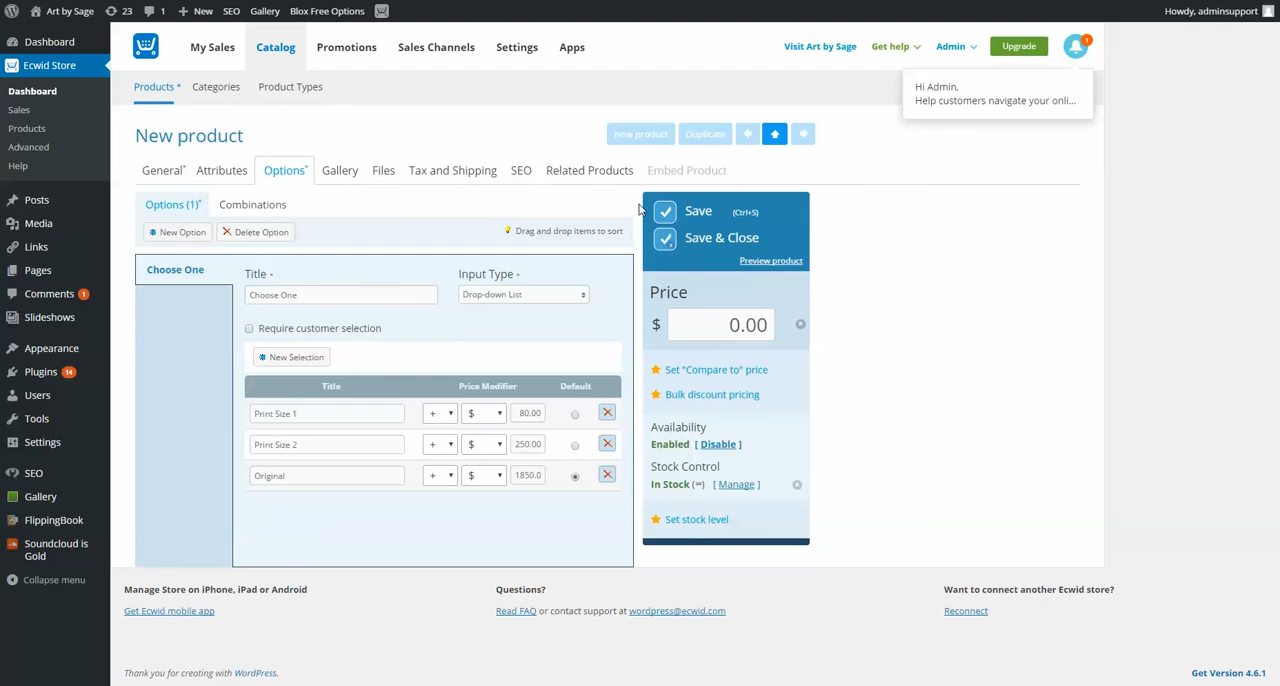 Art by Sage 23 1 New SEO Gallery Blox Free Options Howdy, adminsupport
Dashboard
Ecwid Store
Dashboard
Sales
Products
Advanced
Help
Posts
Media
Links
Pages
Comments 1
Slideshows
Appearance
Plugins 14
Users
Tools
Settings
SEO
Gallery
FlippingBook
Soundcloud is
Gold
Collapse menu
My Sales Catalog Promotions Sales Channels Settings Apps Visit Art by Sage Get help Admin Upgrade 1
Hi Admin,
Help customers navigate your onli...
Products * Categories Product Types
New product New product Duplicate
General* Attributes Options* Gallery Files Tax and Shipping SEO Related Products Embed Product
Options (1)* Combinations
New Option Delete Option Drag and drop items to sort
Choose One
Title * Input Type *
Choose One Drop-down List
Require customer selection
New Selection
Title Price Modifier Default
Print Size 1 + $ 80.00
Print Size 2 + $ 250.00
Original + $ 1850.0
Save (Ctrl+S)
Save & Close
Preview product
Price
$ 0.00
Set "Compare to" price
Bulk discount pricing
Availability
Enabled [ Disable ]
Stock Control
In Stock (∞) [ Manage ]
Set stock level
Manage Store on iPhone, iPad or Android Questions? Want to connect another Ecwid store?
Get Ecwid mobile app Read FAQ or contact support at wordpress@ecwid.com Reconnect
Thank you for creating with WordPress. Get Version 4.6.1